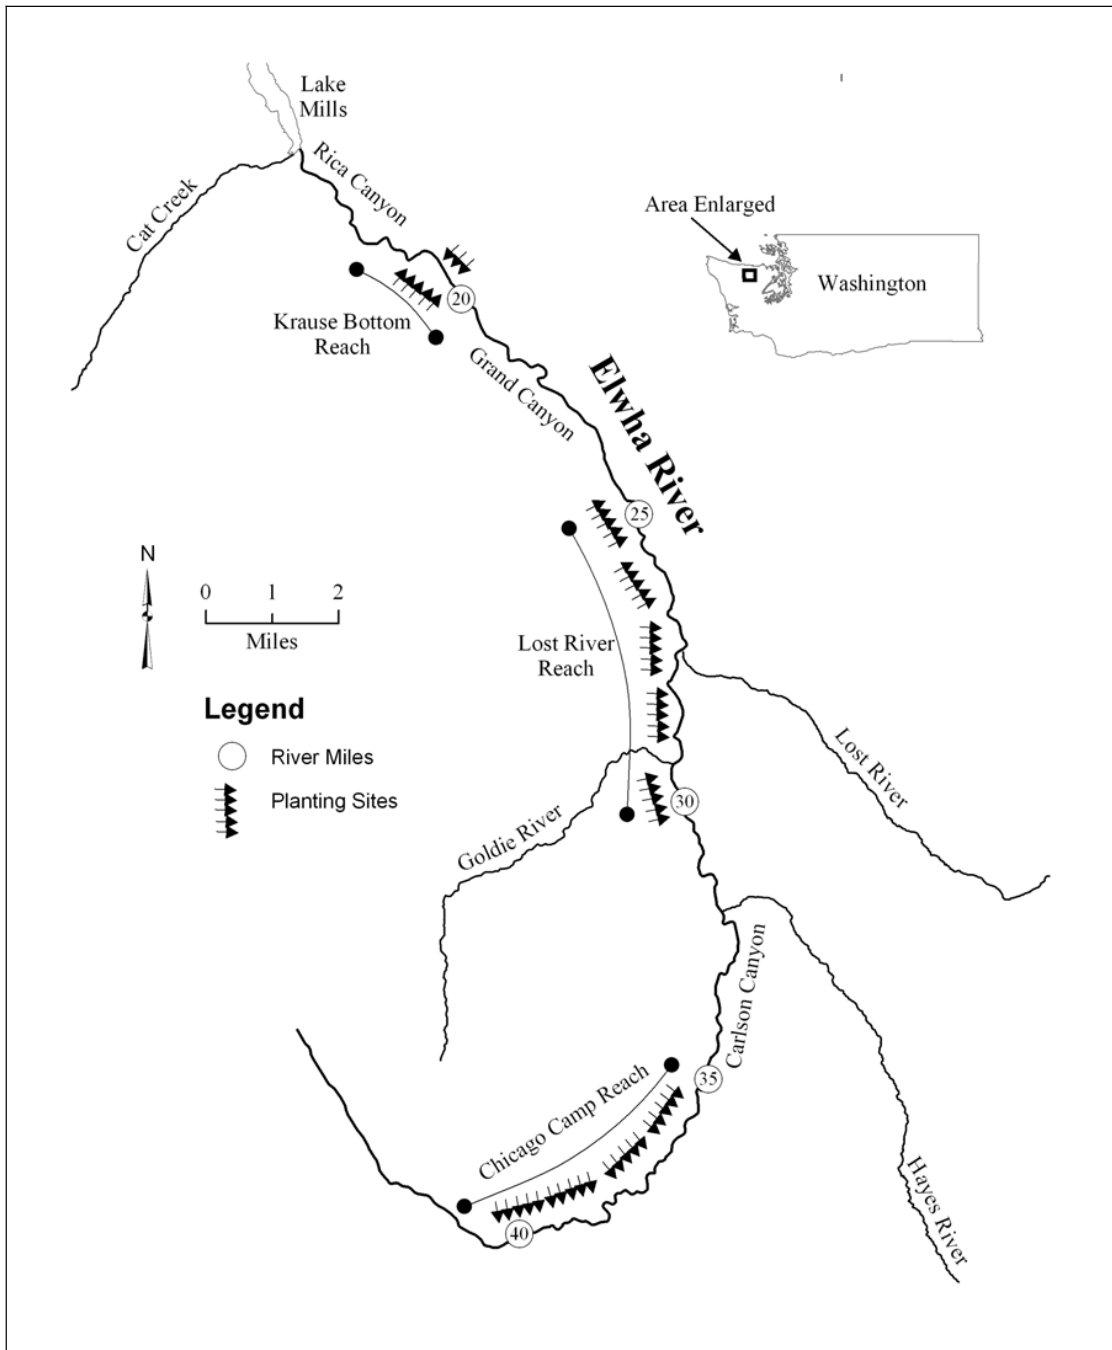 Lake
Mills
Rica Canyon
Cat Creek
Area Enlarged
Washington
20
Krause Bottom
Reach
Grand Canyon
Elwha River
25
N
0 1 2
Miles
Lost River
Reach
Legend
River Miles
Planting Sites
Lost River
30
Goldie River
Carlson Canyon
35
Chicago Camp Reach
Hayes River
40